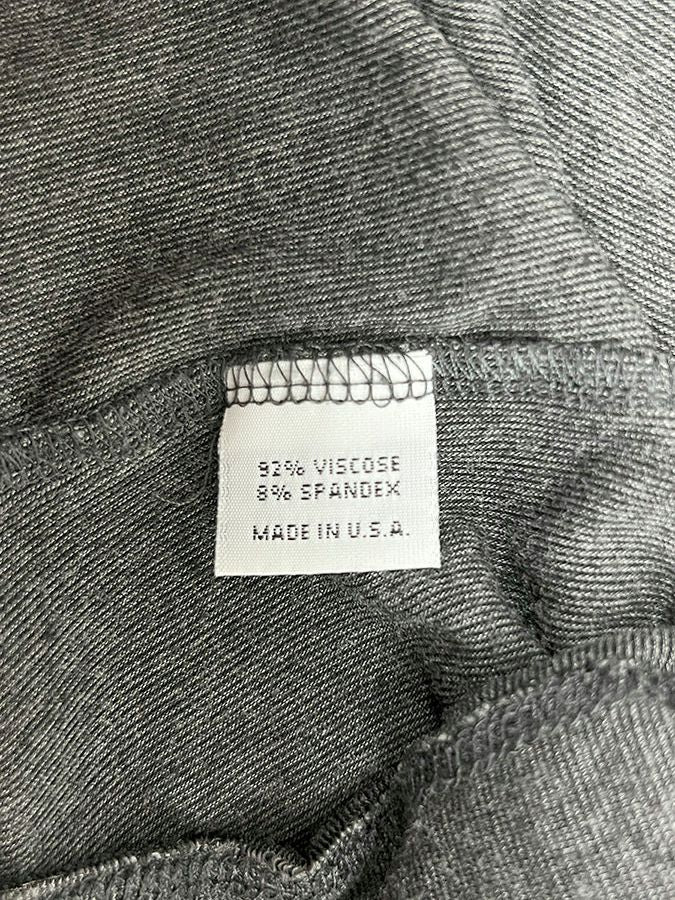 92% VISCOSE
8% SPANDEX
MADE IN U.S.A.